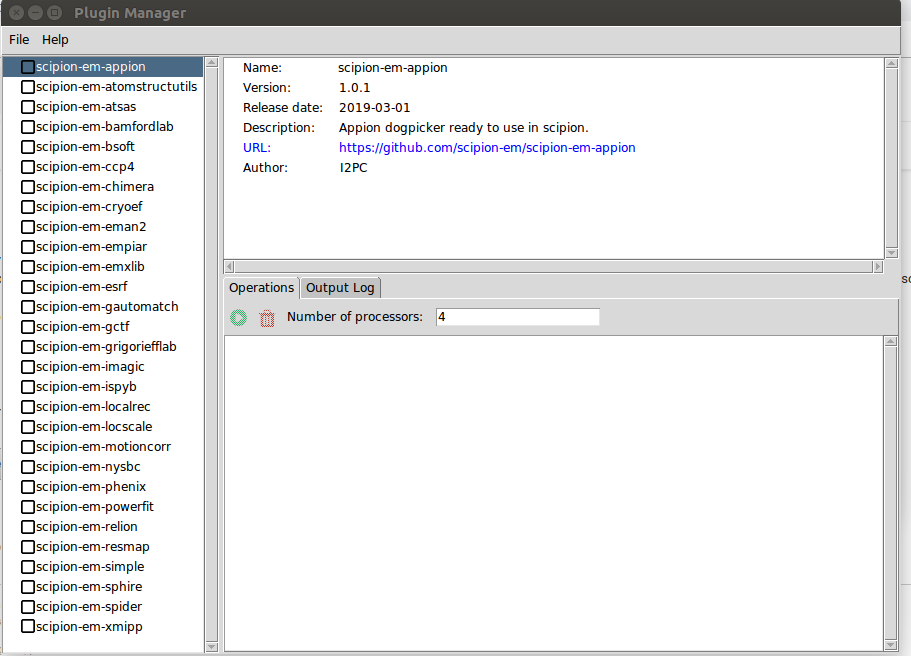 Plugin Manager
File Help
scipion-em-appion
scipion-em-atomstructutils
scipion-em-atsas
scipion-em-bamfordlab
scipion-em-bsoft
scipion-em-ccp4
scipion-em-chimera
scipion-em-cryoef
scipion-em-eman2
scipion-em-empiar
scipion-em-emxlib
scipion-em-esrf
scipion-em-gautomatch
scipion-em-gctf
scipion-em-grigoriefflab
scipion-em-imagic
scipion-em-ispyb
scipion-em-localrec
scipion-em-locscale
scipion-em-motioncorr
scipion-em-nysbc
scipion-em-phenix
scipion-em-powerfit
scipion-em-relion
scipion-em-resmap
scipion-em-simple
scipion-em-sphire
scipion-em-spider
scipion-em-xmipp
Name: scipion-em-appion
Version: 1.0.1
Release date: 2019-03-01
Description: Appion dogpicker ready to use in scipion.
URL: https://github.com/scipion-em/scipion-em-appion
Author: I2PC
Operations Output Log
Number of processors: 4